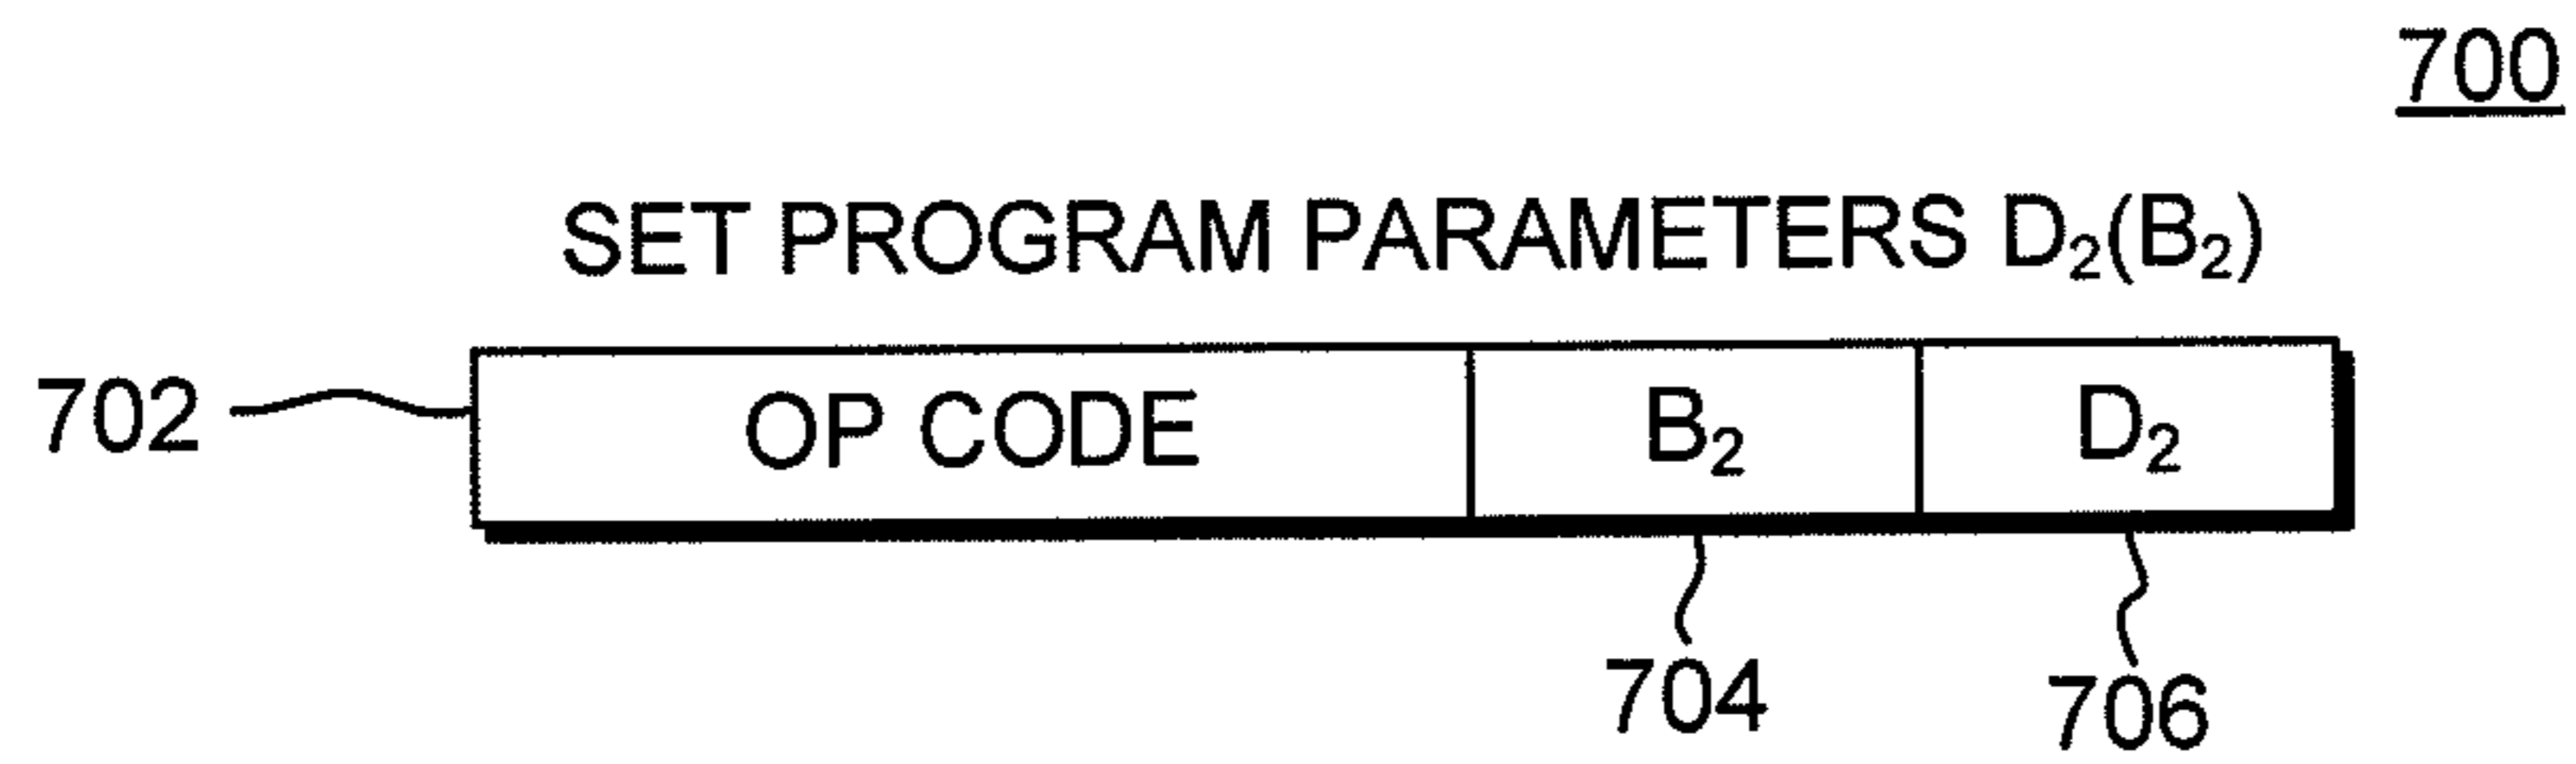 700
SET PROGRAM PARAMETERS D₂(B₂)
702 OP CODE B₂ D₂
704 706